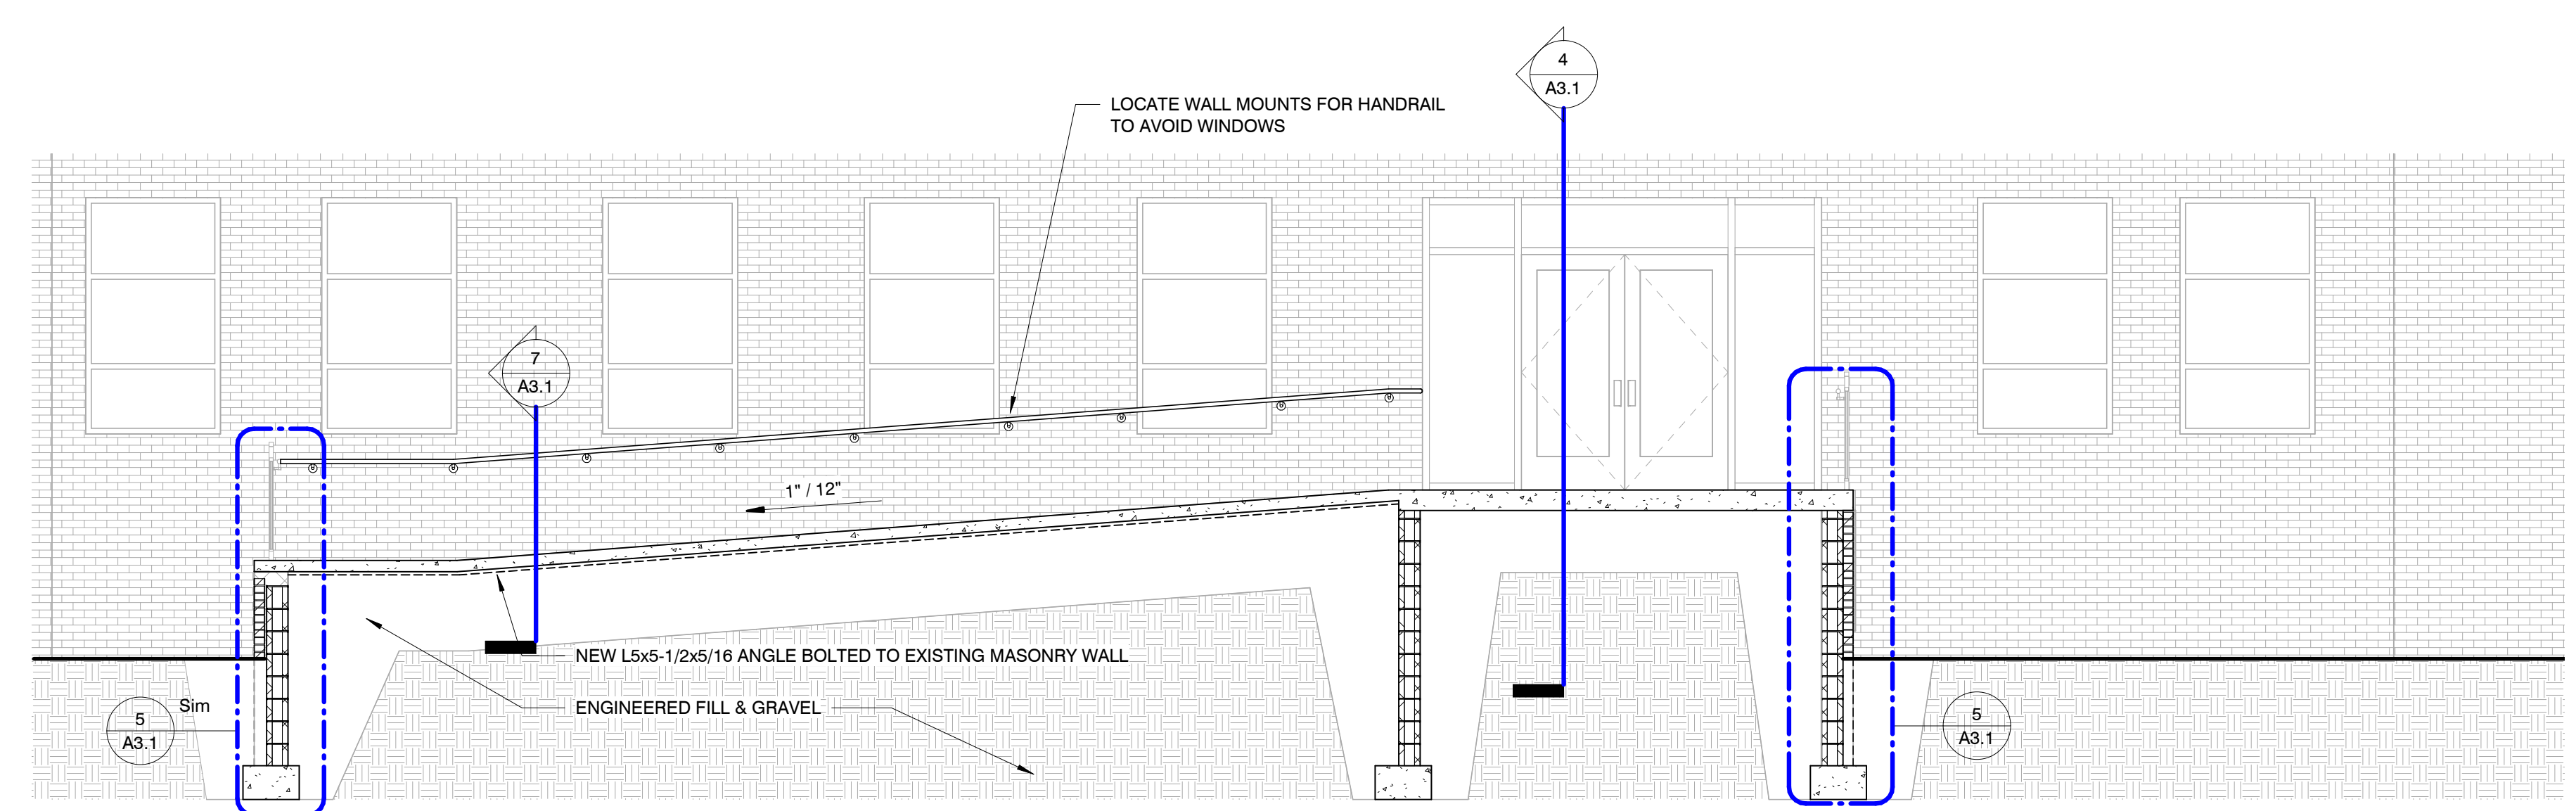 4
A3.1
LOCATE WALL MOUNTS FOR HANDRAIL
TO AVOID WINDOWS
7
A3.1
1" / 12"
NEW L5x5-1/2x5/16 ANGLE BOLTED TO EXISTING MASONRY WALL
ENGINEERED FILL & GRAVEL
5
A3.1
Sim
5
A3.1